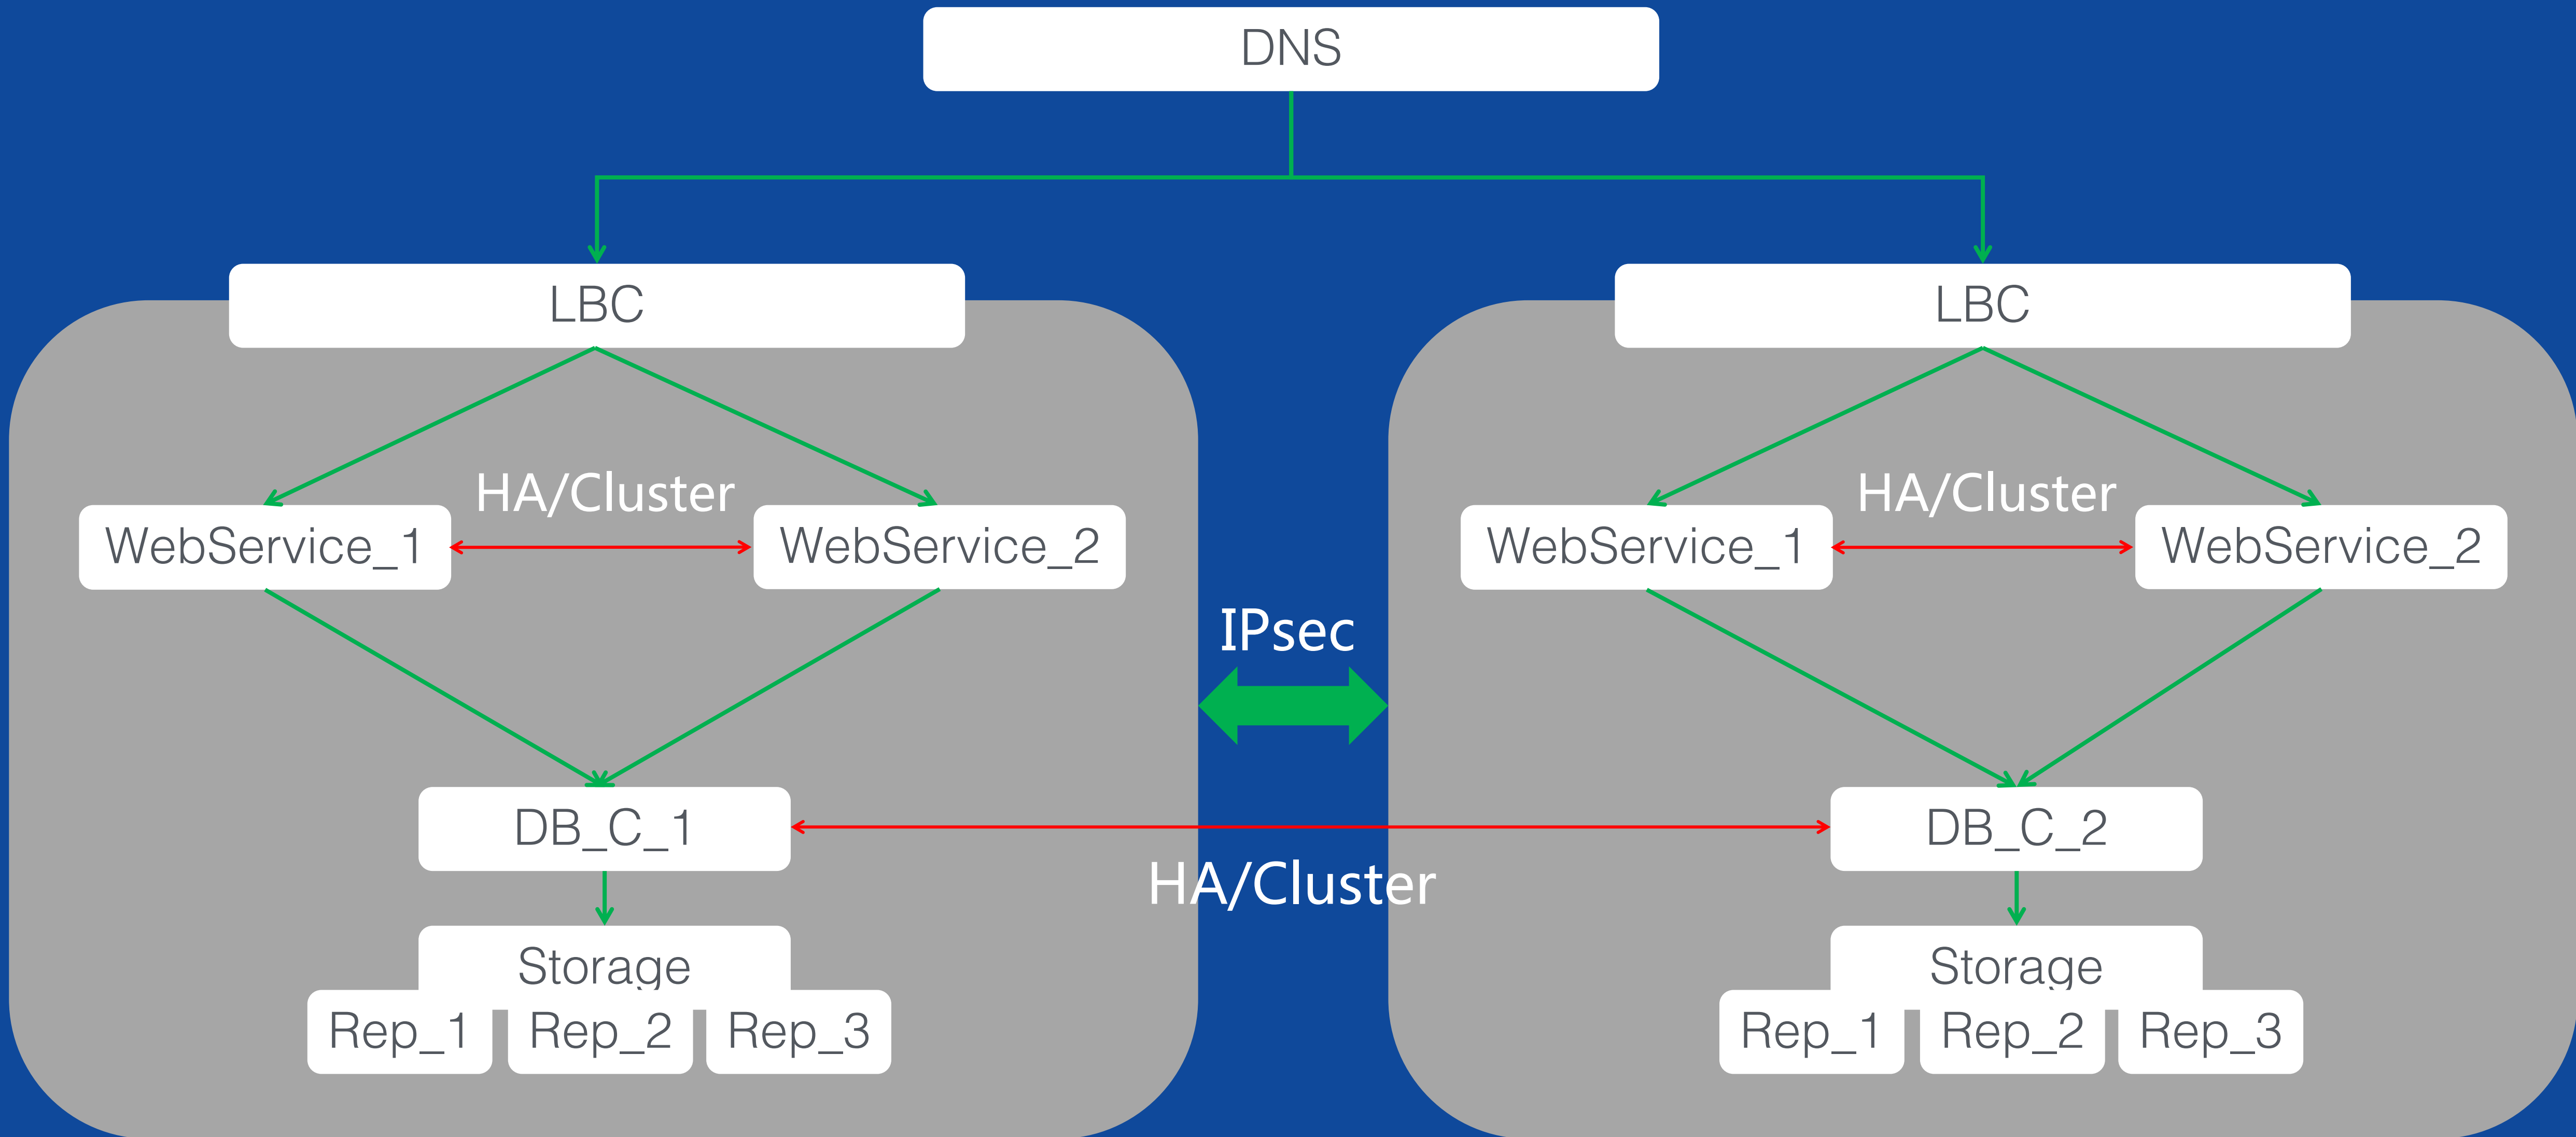 DNS
LBC
LBC
HA/Cluster
HA/Cluster
WebService_1
WebService_2
WebService_1
WebService_2
IPsec
DB_C_1
DB_C_2
HA/Cluster
Storage
Storage
Rep_1
Rep_2
Rep_3
Rep_1
Rep_2
Rep_3